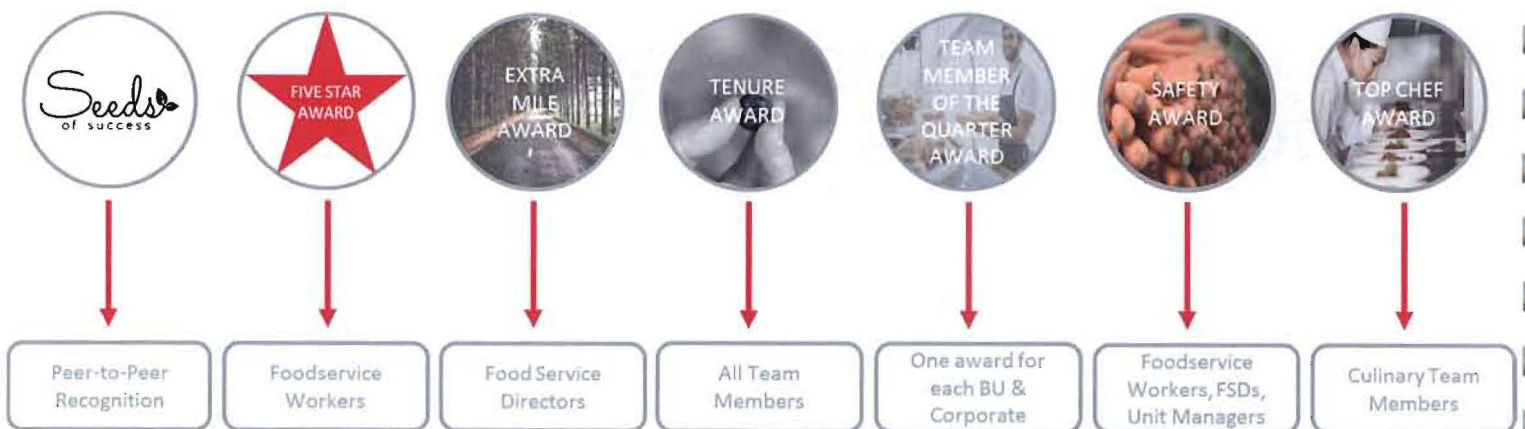 Seeds
of success
FIVE STAR
AWARD
EXTRA
MILE
AWARD
TENURE
AWARD
TEAM
MEMBER
OF THE
QUARTER
AWARD
SAFETY
AWARD
TOP CHEF
AWARD
Peer-to-Peer
Recognition
Foodservice
Workers
Food Service
Directors
All Team
Members
One award for
each BU &
Corporate
Foodservice
Workers, FSDs,
Unit Managers
Culinary Team
Members